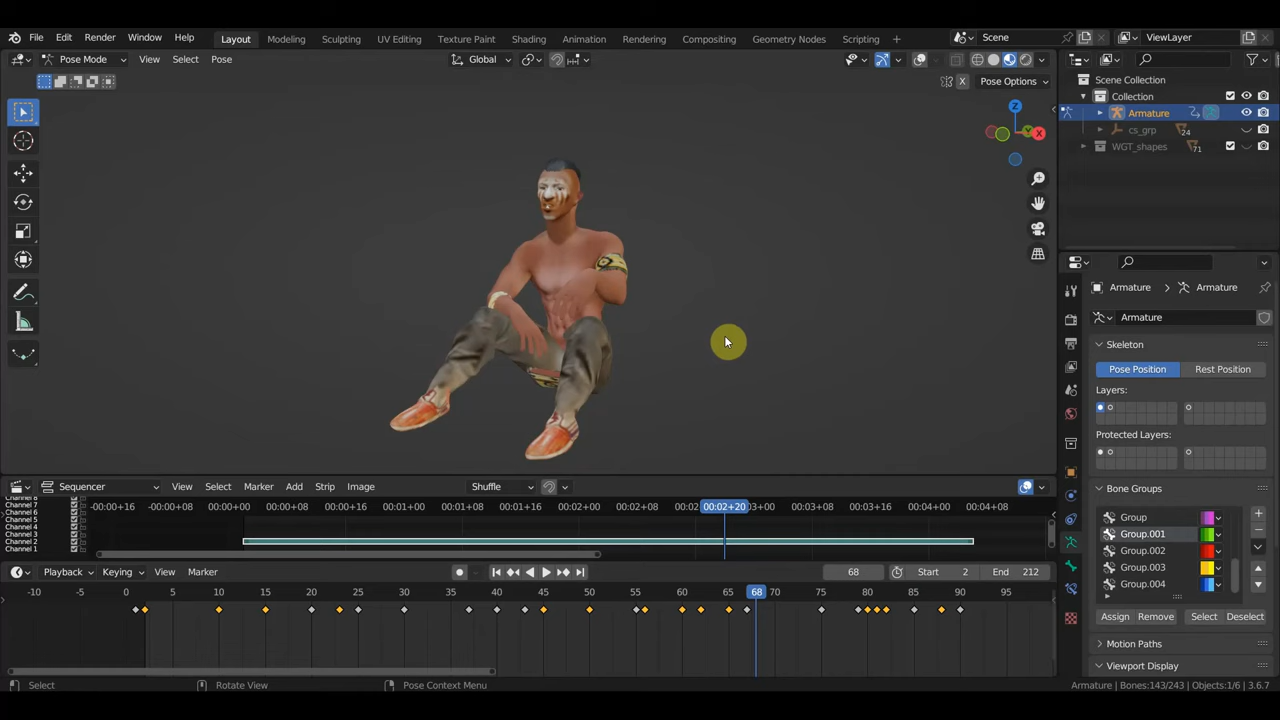 File Edit Render Window Help Layout Modeling Sculpting UV Editing Texture Paint Shading Animation Rendering Compositing Geometry Nodes Scripting + Scene ViewLayer
Pose Mode View Select Pose Global
X Pose Options
Scene Collection
Collection
Armature
cs_grp 24
WGT_shapes 71
Z
Y
X
Armature > Armature
Armature
Skeleton
Pose Position Rest Position
Layers:
Protected Layers:
Bone Groups
Group
Group.001
Group.002
Group.003
Group.004
Assign Remove Select Deselect
Motion Paths
Viewport Display
Sequencer View Select Marker Add Strip Image Shuffle
Channel 8
Channel 7
Channel 6
Channel 5
Channel 4
Channel 3
Channel 2
Channel 1
-00:00+16 -00:00+08 00:00+00 00:00+16 00:01+00 00:01+08 00:01+16 00:02+00 00:02+08 00:02+20 00:03+08 00:03+16 00:04+00 00:04+08
Playback Keying View Marker 68 Start 2 End 212
-10 -5 0 5 10 15 20 25 30 35 40 45 50 55 60 65 68 70 75 80 85 90 95
Select Rotate View Pose Context Menu Armature | Bones:143/243 | Objects:1/6 | 3.6.7